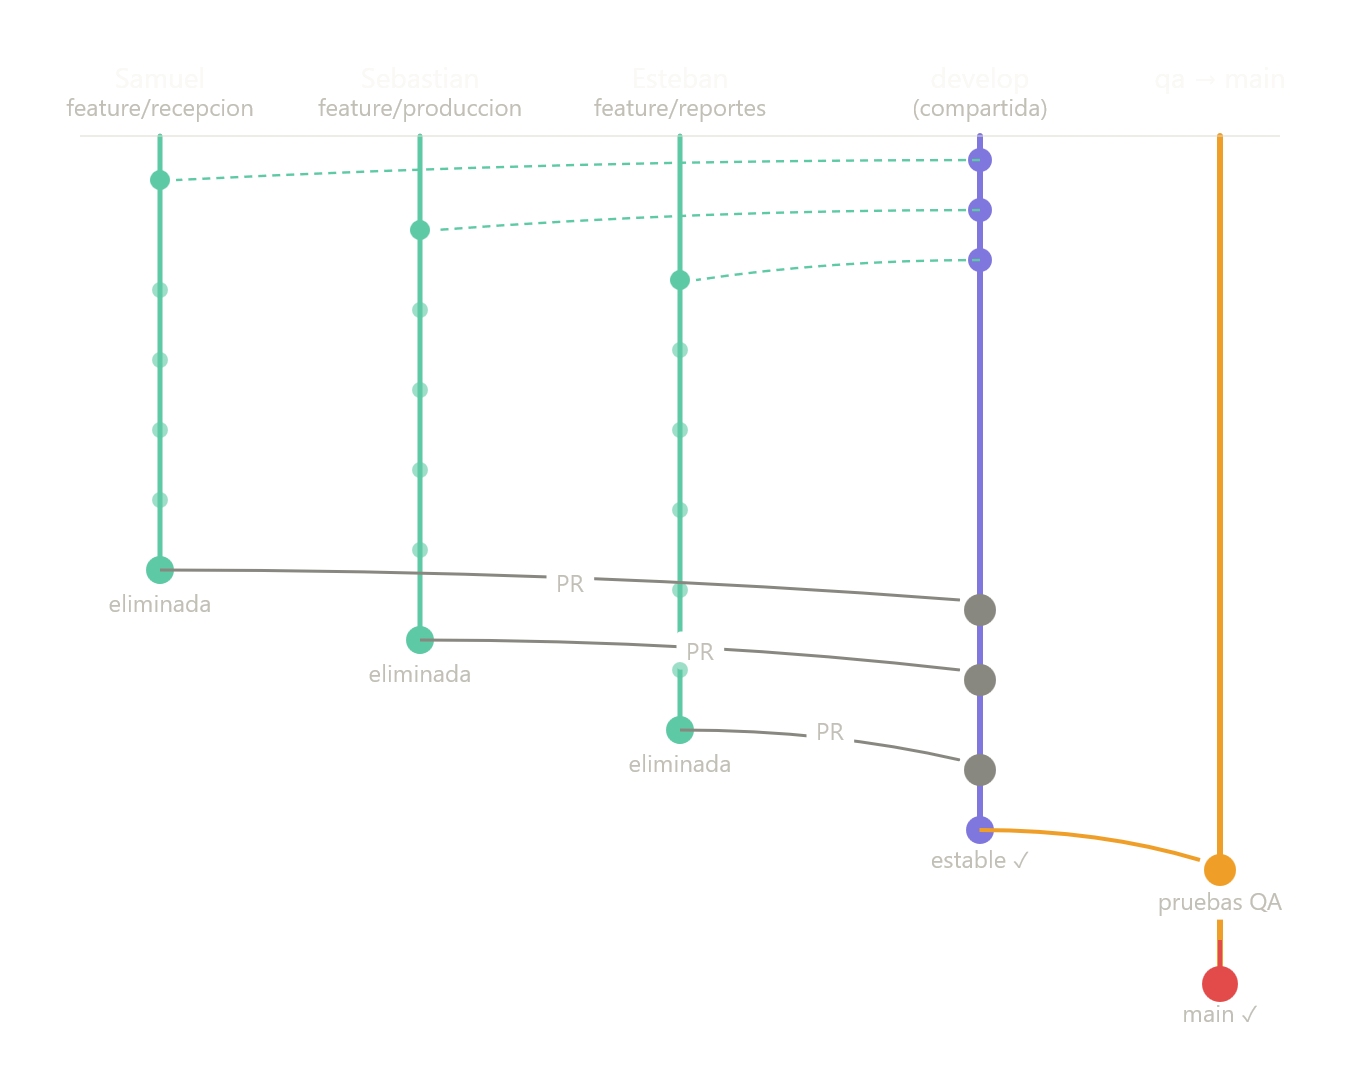 Samuel
feature/recepcion
Sebastian
feature/produccion
Esteban
feature/reportes
develop
(compartida)
qa → main
PR
eliminada
PR
eliminada
PR
eliminada
estable ✓
pruebas QA
main ✓